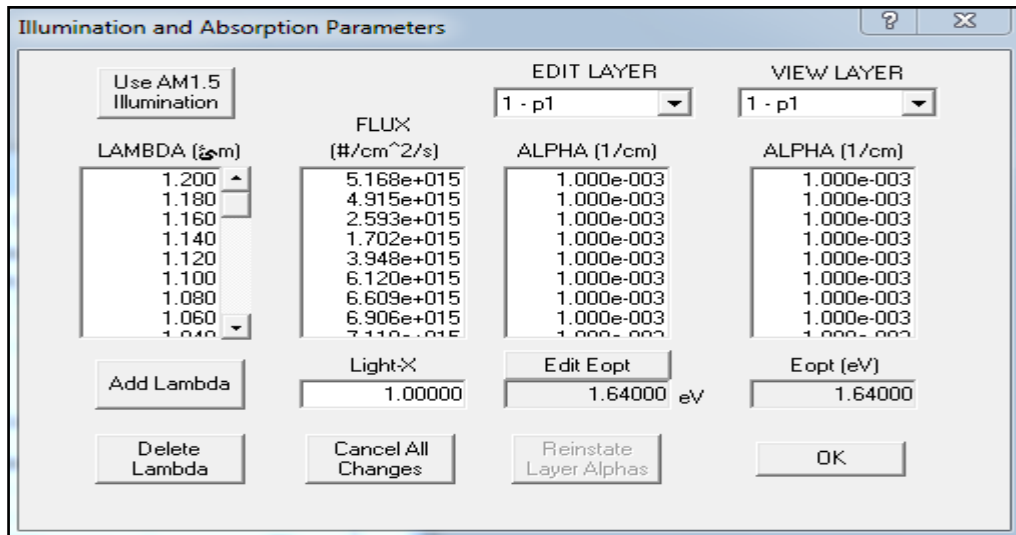 Illumination and Absorption Parameters
Use AM1.5
Illumination
EDIT LAYER
VIEW LAYER
1 - p1
1 - p1
FLUX
LAMBDA (ئم)
(#/cm^2/s)
ALPHA (1/cm)
ALPHA (1/cm)
1.200 5.168e+015 1.000e-003 1.000e-003
1.180 4.915e+015 1.000e-003 1.000e-003
1.160 2.593e+015 1.000e-003 1.000e-003
1.140 1.702e+015 1.000e-003 1.000e-003
1.120 3.948e+015 1.000e-003 1.000e-003
1.100 6.120e+015 1.000e-003 1.000e-003
1.080 6.609e+015 1.000e-003 1.000e-003
1.060 6.906e+015 1.000e-003 1.000e-003
Add Lambda
Light-X
1.00000
Edit Eopt
1.64000 eV
Eopt (eV)
1.64000
Delete
Lambda
Cancel All
Changes
Reinstate
Layer Alphas
OK